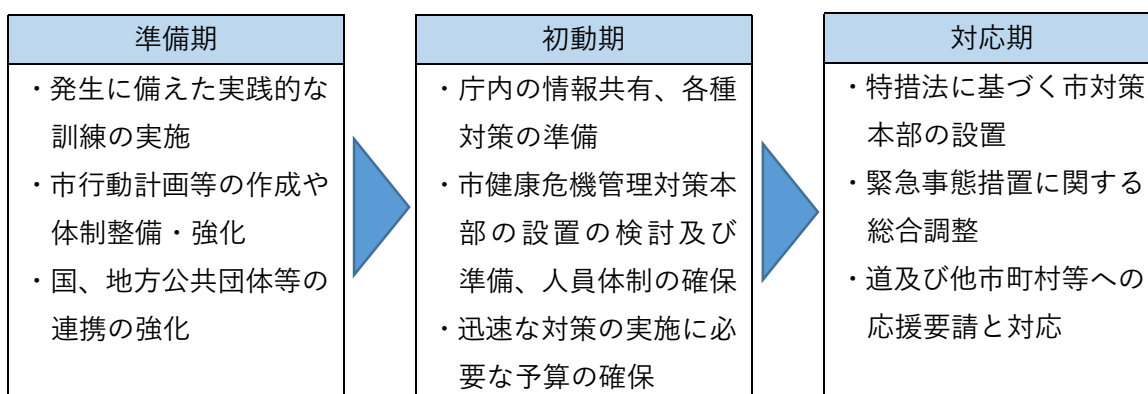 準備期
・発生に備えた実践的な
訓練の実施
・市行動計画等の作成や
体制整備・強化
・国、地方公共団体等の
連携の強化
初動期
・庁内の情報共有、各種
対策の準備
・市健康危機管理対策本
部の設置の検討及び
準備、人員体制の確保
・迅速な対策の実施に必
要な予算の確保
対応期
・特措法に基づく市対策
本部の設置
・緊急事態措置に関する
総合調整
・道及び他市町村等への
応援要請と対応